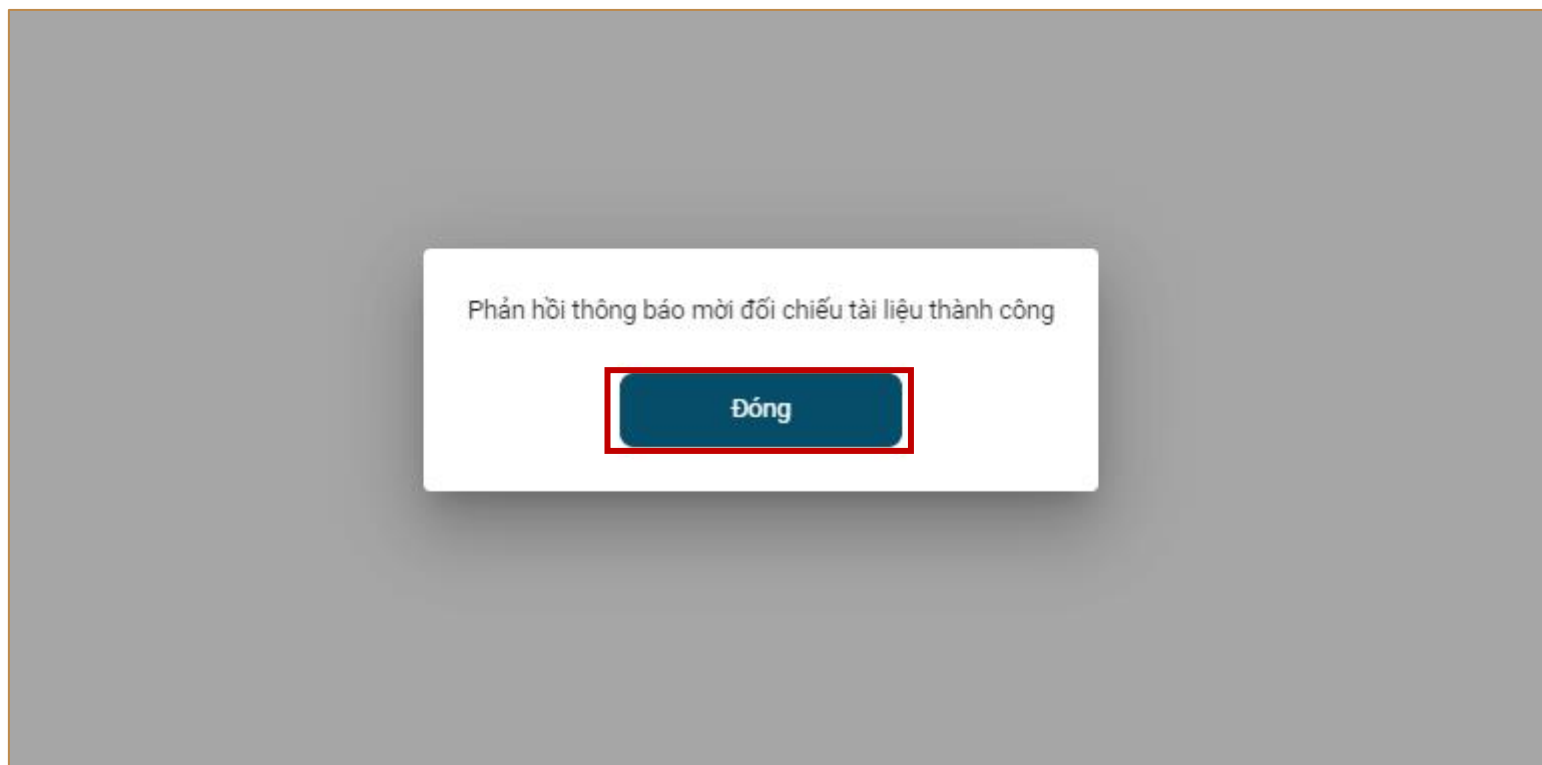 Phản hồi thông báo mời đối chiếu tài liệu thành công
Đóng